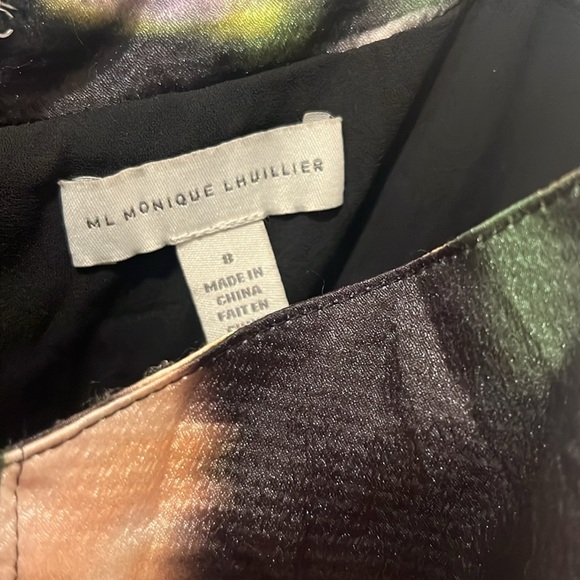 ML MONIQUE LHUILLIER
8
MADE IN
CHINA
FAIT EN